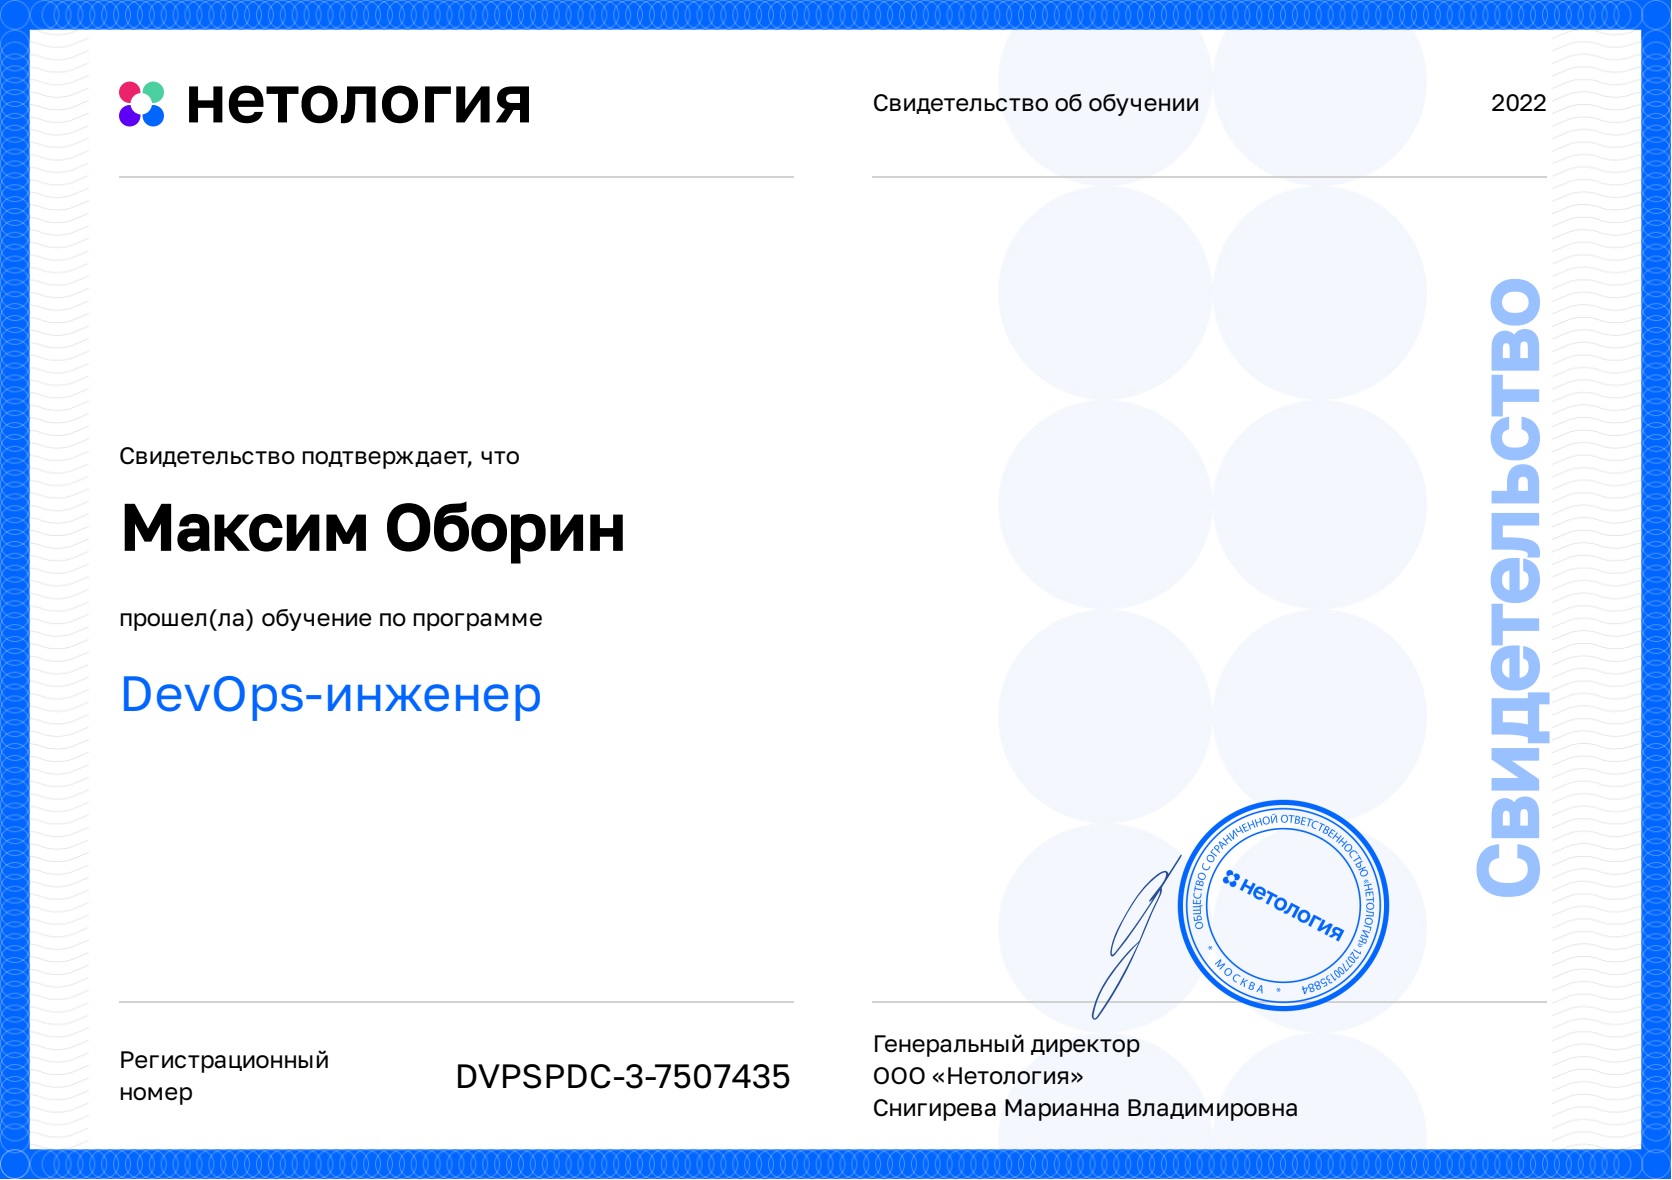 нетология
Свидетельство об обучении
2022
Свидетельство подтверждает, что
Максим Оборин
прошел(ла) обучение по программе
DevOps-инженер
Свидетельство
ОБЩЕСТВО С ОГРАНИЧЕННОЙ ОТВЕТСТВЕННОСТЬЮ «НЕТОЛОГИЯ» 1207700135884
* МОСКВА *
нетология
Регистрационный
номер
DVPSPDC-3-7507435
Генеральный директор
ООО «Нетология»
Снигирева Марианна Владимировна